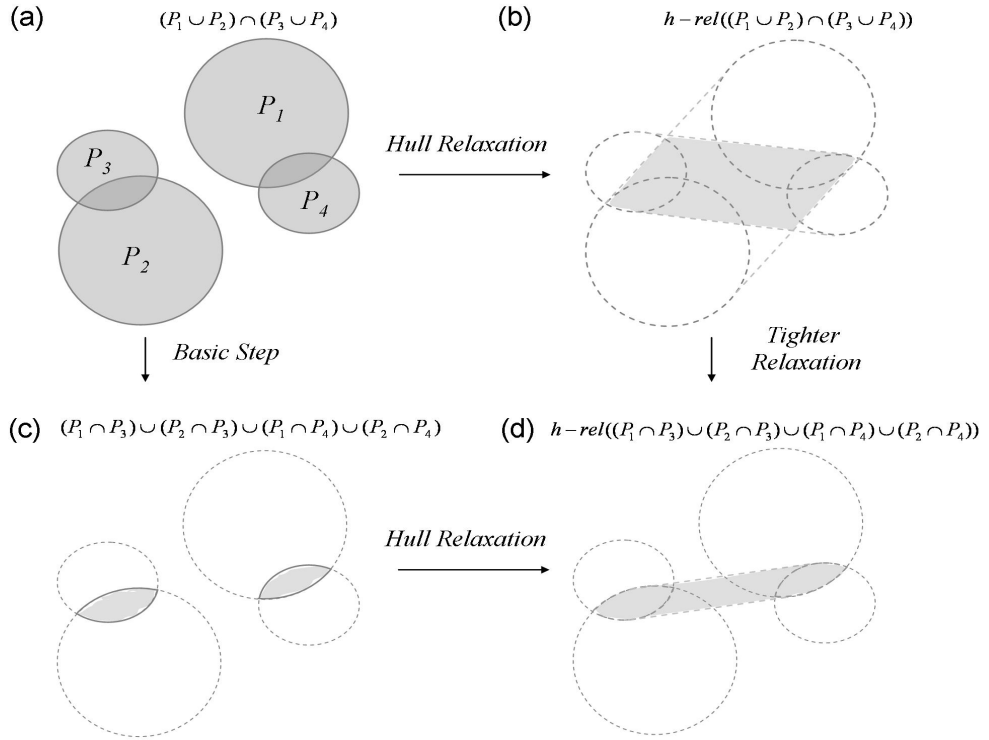 (a) (P₁ ∪ P₂) ∩ (P₃ ∪ P₄)
(b) h − rel((P₁ ∪ P₂) ∩ (P₃ ∪ P₄))
P₁
P₃
P₄
P₂
Hull Relaxation
Basic Step
Tighter
Relaxation
(c) (P₁ ∩ P₃) ∪ (P₂ ∩ P₃) ∪ (P₁ ∩ P₄) ∪ (P₂ ∩ P₄)
(d) h − rel((P₁ ∩ P₃) ∪ (P₂ ∩ P₃) ∪ (P₁ ∩ P₄) ∪ (P₂ ∩ P₄))
Hull Relaxation